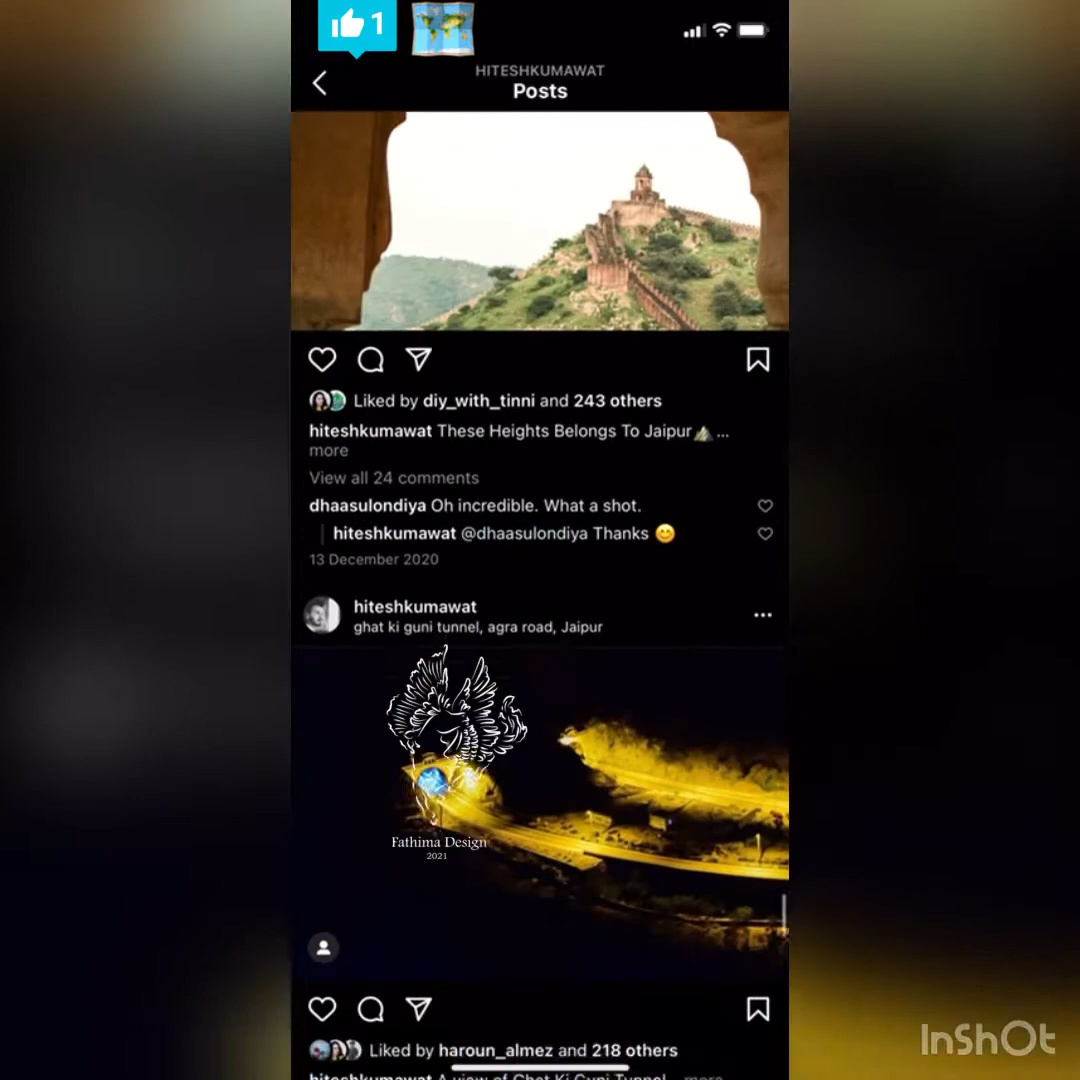 1
HITESHKUMAWAT
Posts
Liked by diy_with_tinni and 243 others
hiteshkumawat These Heights Belongs To Jaipur⛰️ ...
more
View all 24 comments
dhaasulondiya Oh incredible. What a shot.
hiteshkumawat @dhaasulondiya Thanks 😊
13 December 2020
hiteshkumawat
ghat ki guni tunnel, agra road, Jaipur
Fathima Design
2021
Liked by haroun_almez and 218 others
hiteshkumawat A view of Ghat Ki Guni Tunnel... more
InShOt